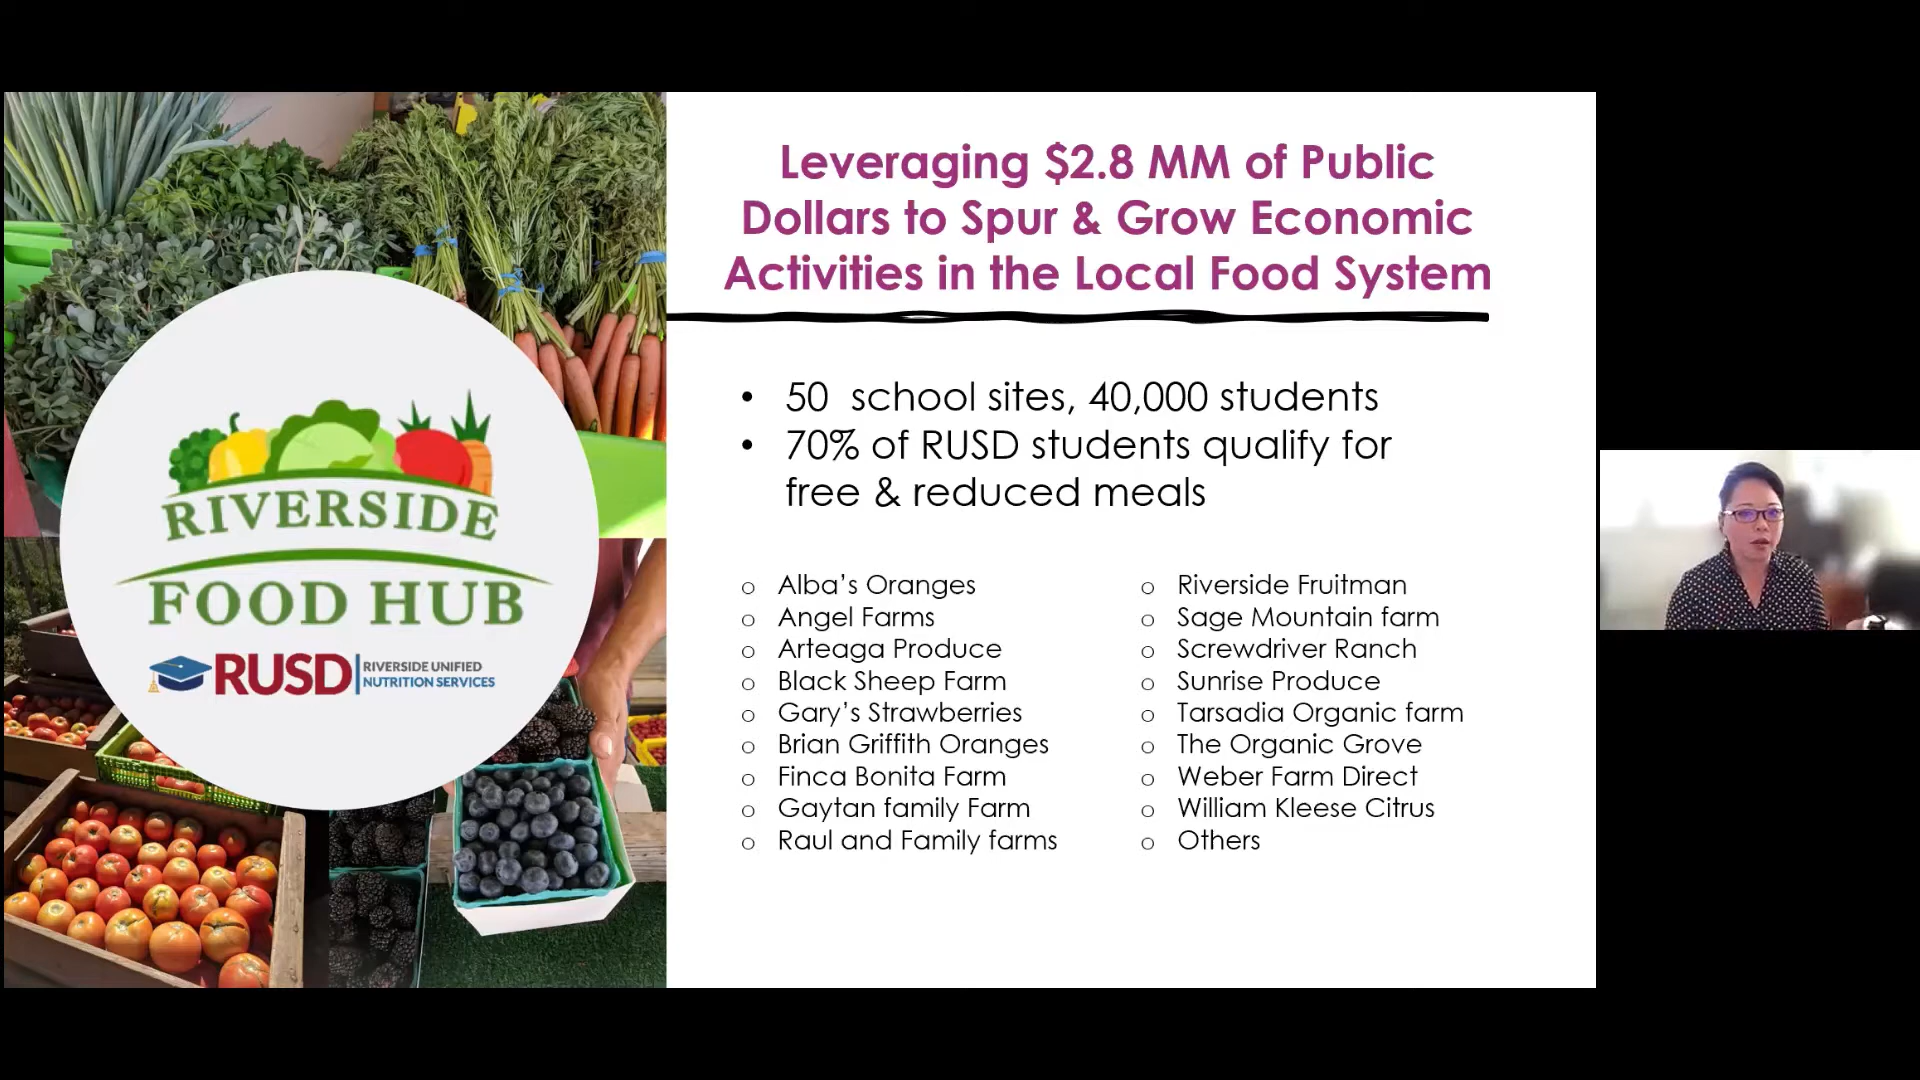 Leveraging $2.8 MM of Public
Dollars to Spur & Grow Economic
Activities in the Local Food System
• 50 school sites, 40,000 students
• 70% of RUSD students qualify for
free & reduced meals
o Alba's Oranges
o Angel Farms
o Arteaga Produce
o Black Sheep Farm
o Gary's Strawberries
o Brian Griffith Oranges
o Finca Bonita Farm
o Gaytan family Farm
o Raul and Family farms
o Riverside Fruitman
o Sage Mountain farm
o Screwdriver Ranch
o Sunrise Produce
o Tarsadia Organic farm
o The Organic Grove
o Weber Farm Direct
o William Kleese Citrus
o Others
RIVERSIDE
FOOD HUB
RUSD
RIVERSIDE UNIFIED
NUTRITION SERVICES